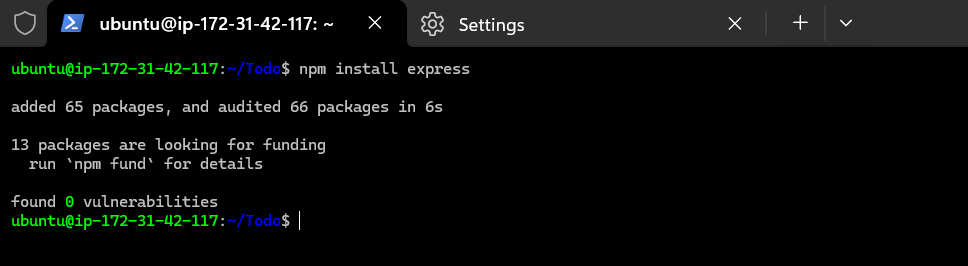 ubuntu@ip-172-31-42-117: ~
Settings
ubuntu@ip-172-31-42-117:~/Todo$ npm install express
added 65 packages, and audited 66 packages in 6s
13 packages are looking for funding
  run `npm fund` for details
found 0 vulnerabilities
ubuntu@ip-172-31-42-117:~/Todo$